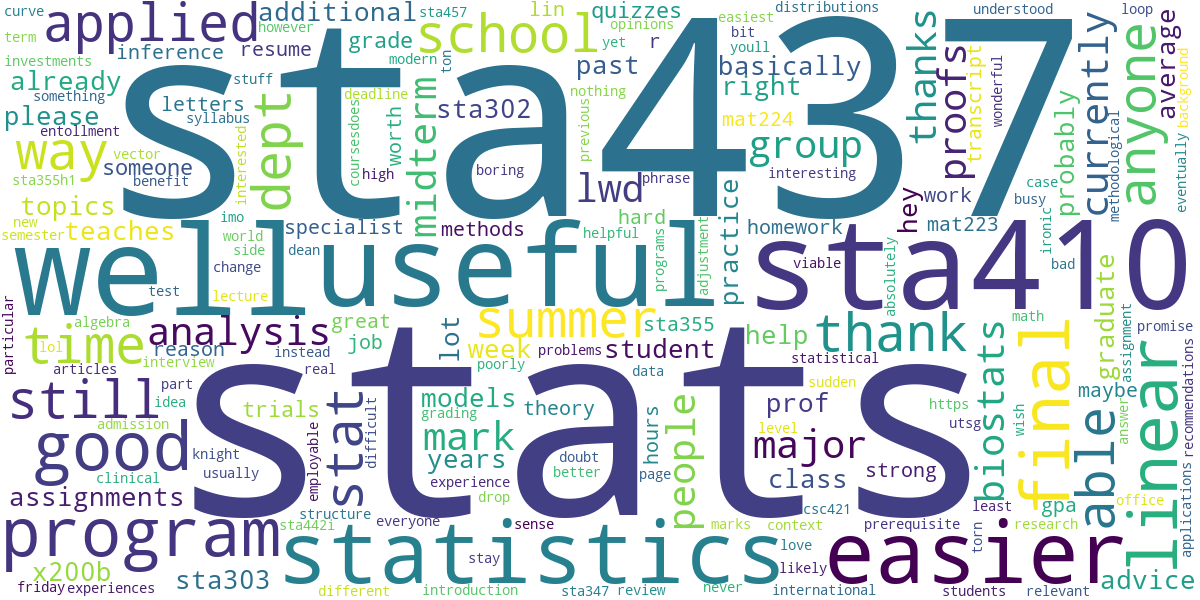 curve
applied
additional
sta457
lin
quizzes
easiest
distributions
understood
loop
term
however
opinions
bit
inference
resume
grade
school
r
yet
youll
thanks
anyone
investments
modern
ton
past
basically
already
stuff
deadline
nothing
right
something
letters
sta302
mat224
please
syllabus
worth
midterm
previous
proofs
transcript
wonderful
currently
methodological
average
background
entollment
dept
interested
coursesdoes
sta437
group
way
vector
someone
boring
probably
sta355h1
benefit
high
lwd
phrase
interesting
case
eventually
topics
hey
work
busy
new
imo
specialist
hard
practice
homework
mat223
ironic
semester
teaches
world
methods
helpful
side
dean
well
useful
programs
adjustment
sta410
change
viable
absolutely
bad
test
lecture
particular
algebra
great
summer
sta355
math
time
analysis
job
lot
help
thank
graduate
assignment
promise
lol
reason
instead
week
problems
student
articles
interview
real
poorly
statistical
biostats
linear
part
data
sudden
final
maybe
recommendations
still
idea
trials
stat
models
theory
prof
https
wish
able
answer
admission
grading
hours
people
level
utsg
good
stats
difficult
mark
major
knight
usually
doubt
strong
years
better
page
class
clinical
employable
experience
assignments
drop
csc421
least
gpa
office
applications
program
sta442i
structure
everyone
sense
marks
context
prerequisite
torn
research
statistics
love
easier
stay
likely
x200b
sta303
advice
friday
experiences
different
introduction
sta347
review
never
international
students
relevant